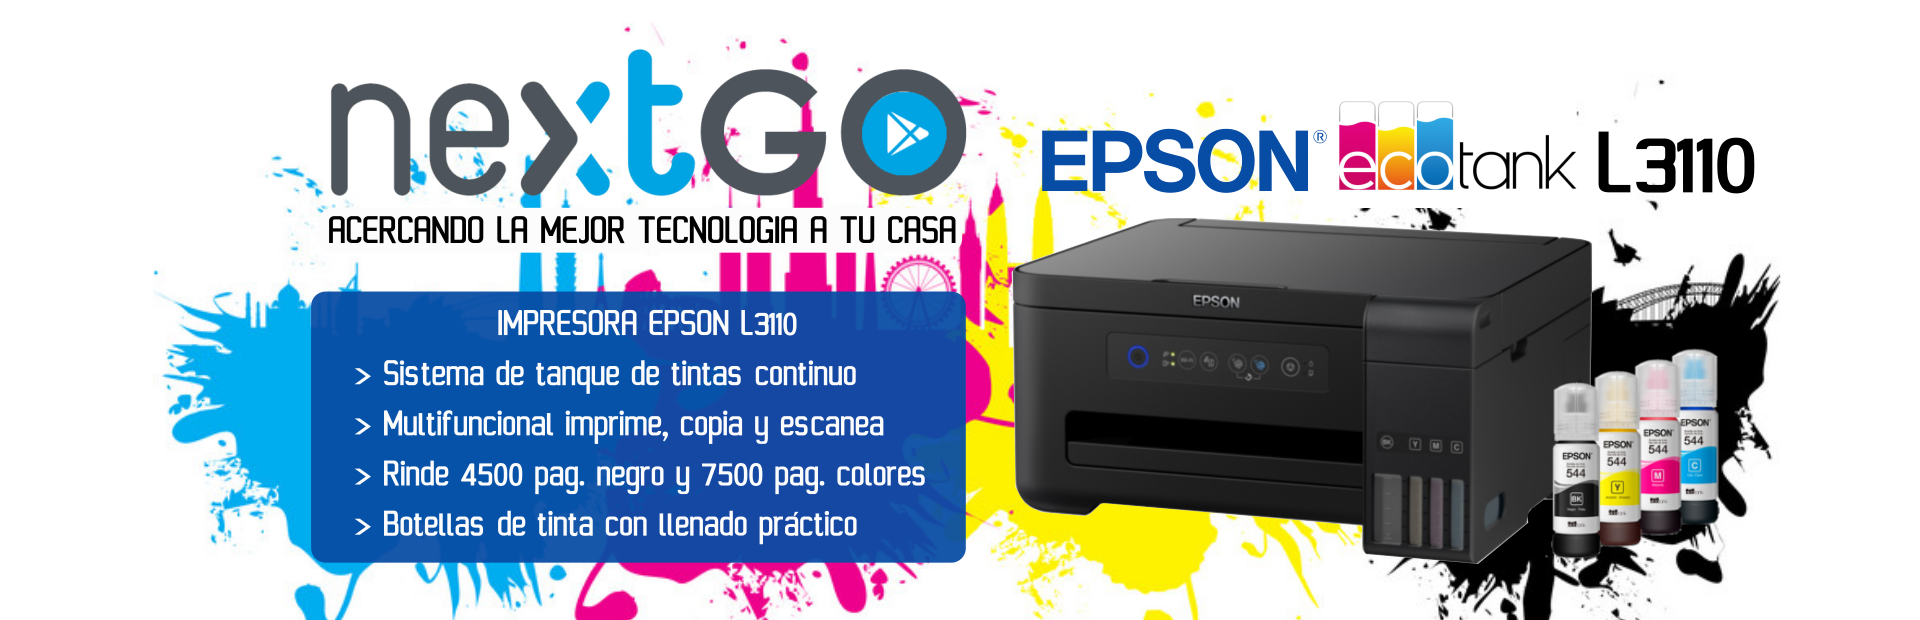 nextGO
ACERCANDO LA MEJOR TECNOLOGIA A TU CASA
EPSON® ecotank L3110
IMPRESORA EPSON L3110
> Sistema de tanque de tintas continuo
> Multifuncional imprime, copia y escanea
> Rinde 4500 pag. negro y 7500 pag. colores
> Botellas de tinta con llenado práctico
EPSON
BK Y M C
EPSON 544 BK
EPSON 544 Y
EPSON 544 M
EPSON 544 C